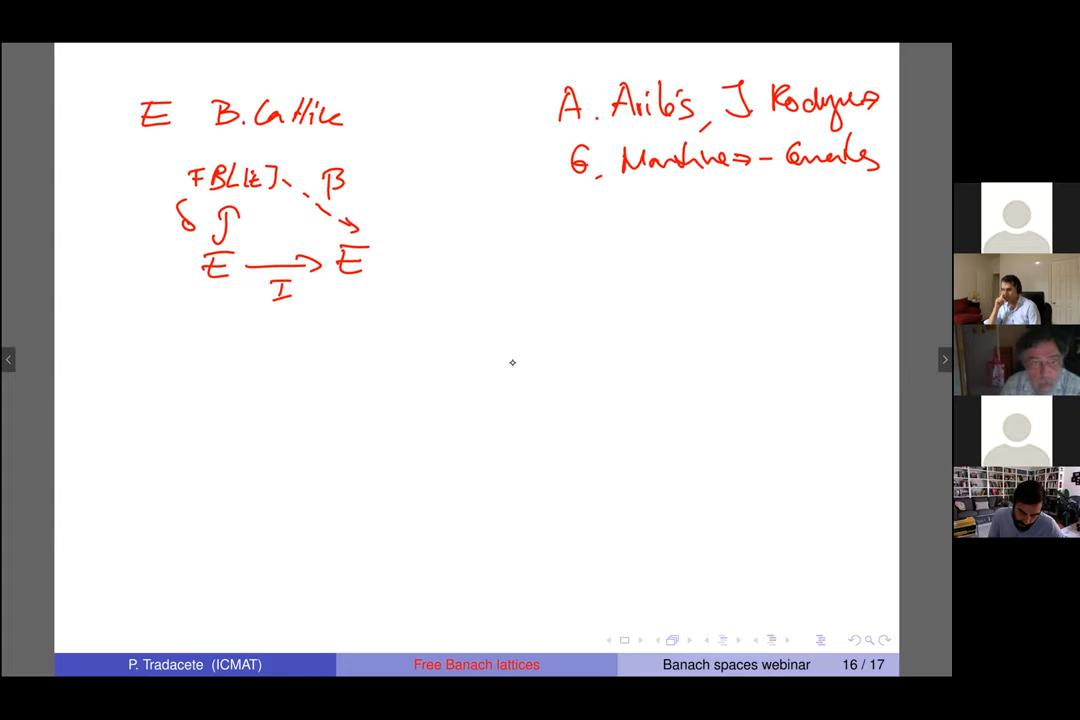 E B. Lattice
A. Avilés, J Rodríguez
G. Martínez - Cervantes
FBL[E] β
δ
E E
I
P. Tradacete (ICMAT) Free Banach lattices Banach spaces webinar 16 / 17